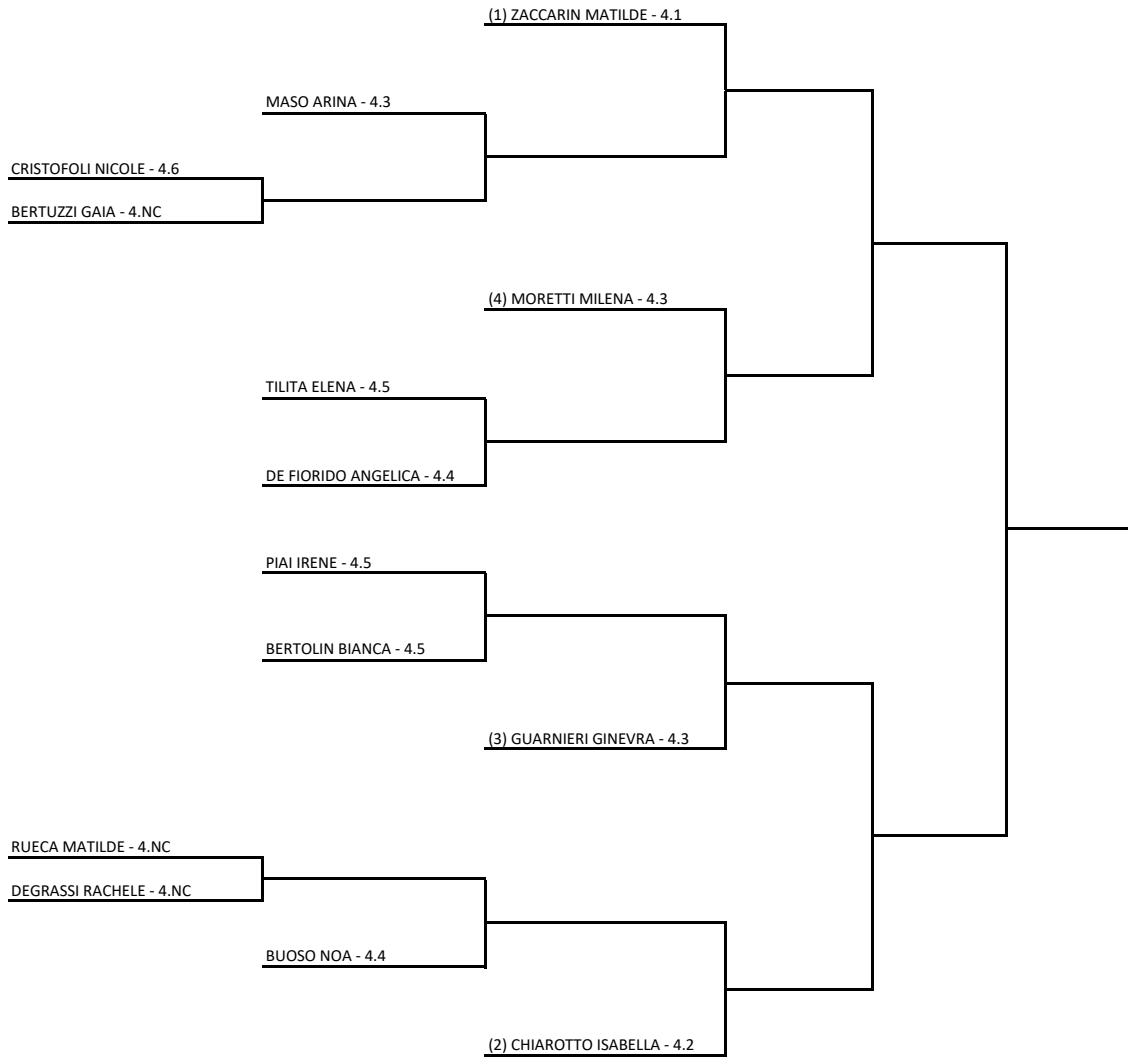 (1) ZACCARIN MATILDE - 4.1
MASO ARINA - 4.3
CRISTOFOLI NICOLE - 4.6
BERTUZZI GAIA - 4.NC
(4) MORETTI MILENA - 4.3
TILITA ELENA - 4.5
DE FIORIDO ANGELICA - 4.4
PIAI IRENE - 4.5
BERTOLIN BIANCA - 4.5
(3) GUARNIERI GINEVRA - 4.3
RUECA MATILDE - 4.NC
DEGRASSI RACHELE - 4.NC
BUOSO NOA - 4.4
(2) CHIAROTTO ISABELLA - 4.2